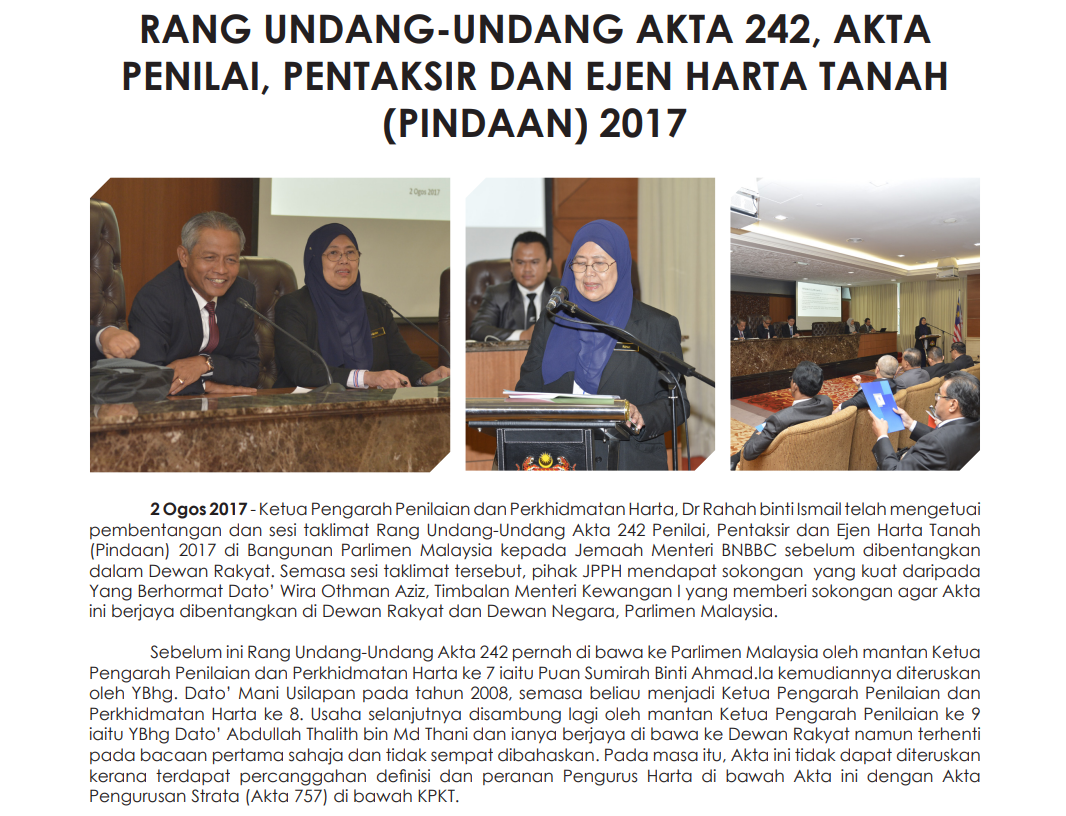 RANG UNDANG-UNDANG AKTA 242, AKTA
PENILAI, PENTAKSIR DAN EJEN HARTA TANAH
(PINDAAN) 2017
2 Ogos 2017
2 Ogos 2017 - Ketua Pengarah Penilaian dan Perkhidmatan Harta, Dr Rahah binti Ismail telah mengetuai
pembentangan dan sesi taklimat Rang Undang-Undang Akta 242 Penilai, Pentaksir dan Ejen Harta Tanah
(Pindaan) 2017 di Bangunan Parlimen Malaysia kepada Jemaah Menteri BNBBC sebelum dibentangkan
dalam Dewan Rakyat. Semasa sesi taklimat tersebut, pihak JPPH mendapat sokongan yang kuat daripada
Yang Berhormat Dato' Wira Othman Aziz, Timbalan Menteri Kewangan I yang memberi sokongan agar Akta
ini berjaya dibentangkan di Dewan Rakyat dan Dewan Negara, Parlimen Malaysia.
Sebelum ini Rang Undang-Undang Akta 242 pernah di bawa ke Parlimen Malaysia oleh mantan Ketua
Pengarah Penilaian dan Perkhidmatan Harta ke 7 iaitu Puan Sumirah Binti Ahmad.Ia kemudiannya diteruskan
oleh YBhg. Dato' Mani Usilapan pada tahun 2008, semasa beliau menjadi Ketua Pengarah Penilaian dan
Perkhidmatan Harta ke 8. Usaha selanjutnya disambung lagi oleh mantan Ketua Pengarah Penilaian ke 9
iaitu YBhg Dato' Abdullah Thalith bin Md Thani dan ianya berjaya di bawa ke Dewan Rakyat namun terhenti
pada bacaan pertama sahaja dan tidak sempat dibahaskan. Pada masa itu, Akta ini tidak dapat diteruskan
kerana terdapat percanggahan definisi dan peranan Pengurus Harta di bawah Akta ini dengan Akta
Pengurusan Strata (Akta 757) di bawah KPKT.